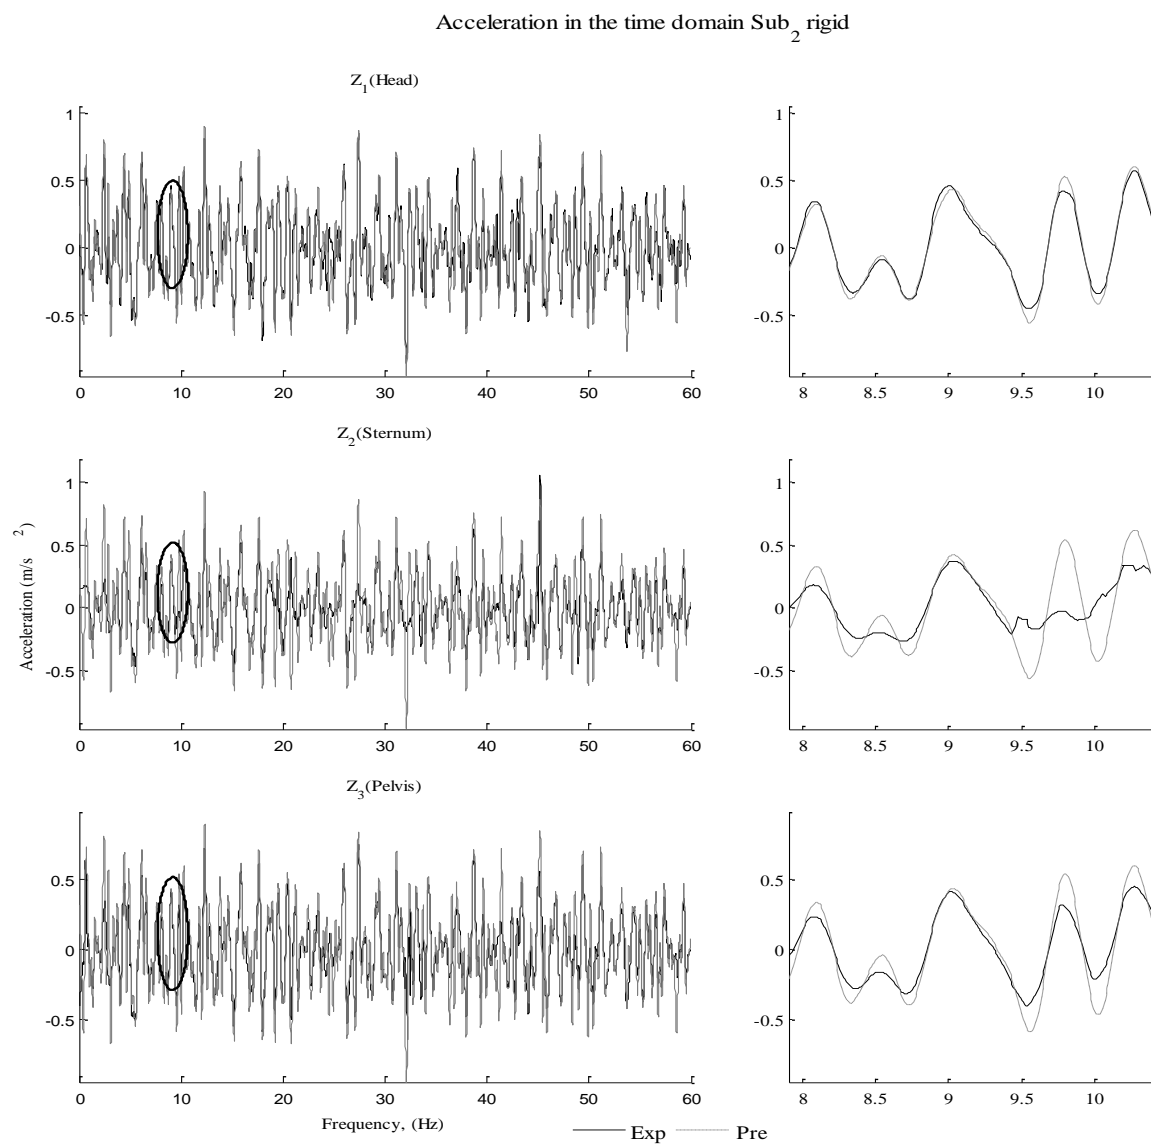 Acceleration in the time domain Sub2 rigid
Z1(Head)
1
0.5
0
-0.5
0 10 20 30 40 50 60
1
0.5
0
-0.5
8 8.5 9 9.5 10
Z2(Sternum)
Acceleration (m/s 2)
1
0.5
0
-0.5
0 10 20 30 40 50 60
1
0.5
0
-0.5
8 8.5 9 9.5 10
Z3(Pelvis)
0.5
0
-0.5
0 10 20 30 40 50 60
0.5
0
-0.5
8 8.5 9 9.5 10
Frequency, (Hz)
Exp Pre